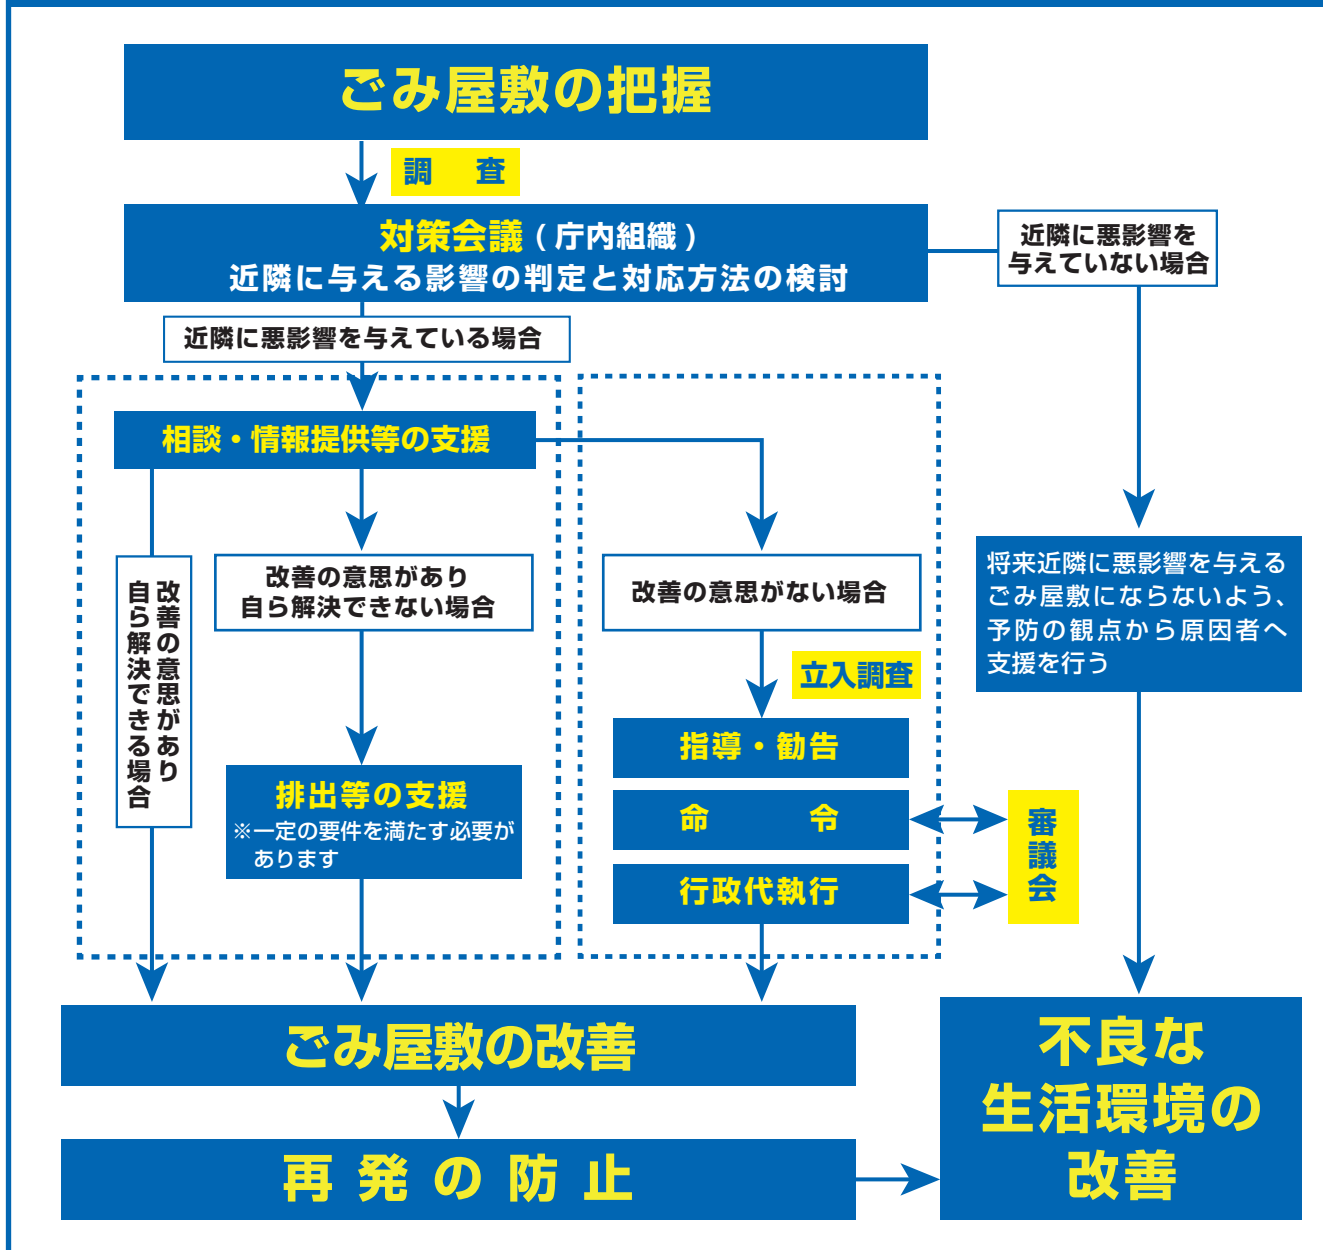 ごみ屋敷の把握
調　査
対策会議（庁内組織）
近隣に与える影響の判定と対応方法の検討
近隣に悪影響を
与えていない場合
近隣に悪影響を与えている場合
相談・情報提供等の支援
改善の意思があり
自ら解決できる場合
改善の意思があり
自ら解決できない場合
改善の意思がない場合
将来近隣に悪影響を与える
ごみ屋敷にならないよう、
予防の観点から原因者へ
支援を行う
立入調査
指導・勧告
排出等の支援
※一定の要件を満たす必要が
あります
命　令
行政代執行
審議会
ごみ屋敷の改善
再発の防止
不良な
生活環境の
改善